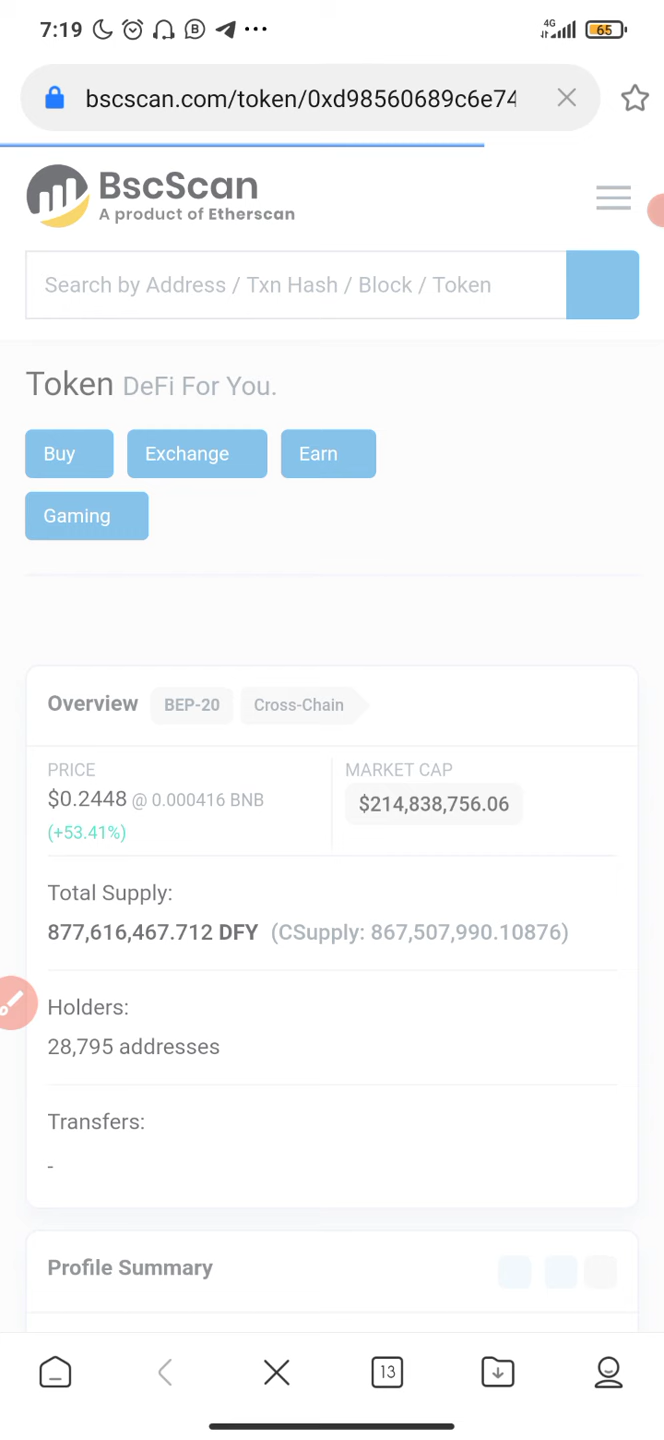 7:19 B ... 4G 65
bscscan.com/token/0xd98560689c6e74
BscScan
A product of Etherscan
Search by Address / Txn Hash / Block / Token
Token DeFi For You.
Buy Exchange Earn
Gaming
Overview BEP-20 Cross-Chain
PRICE MARKET CAP
$0.2448 @ 0.000416 BNB $214,838,756.06
(+53.41%)
Total Supply:
877,616,467.712 DFY (CSupply: 867,507,990.10876)
Holders:
28,795 addresses
Transfers:
-
Profile Summary
13